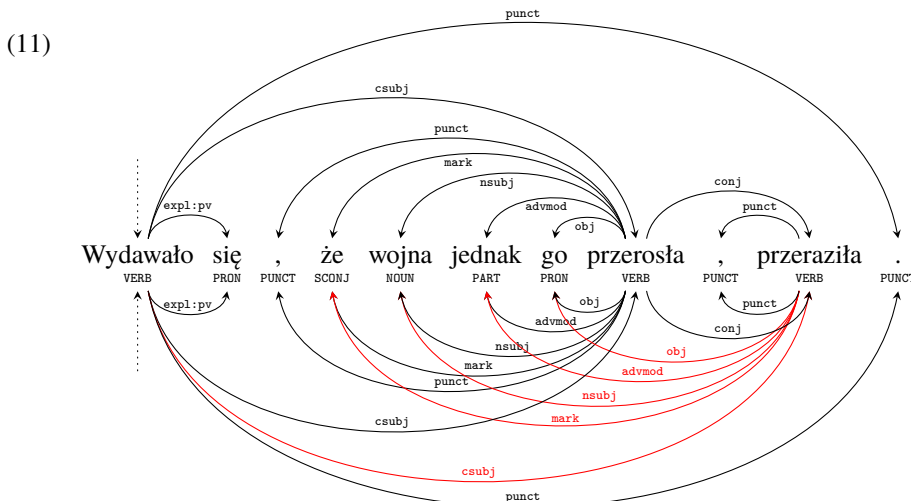 punct
(11)
csubj
punct
mark
nsubj
conj
expl:pv advmod punct
obj
Wydawało się , że wojna jednak go przerosła , przeraziła .
VERB PRON PUNCT SCONJ NOUN PART PRON VERB PUNCT VERB PUNCT
expl:pv obj punct
advmod conj
nsubj obj
mark advmod
punct
nsubj
csubj mark
csubj
punct